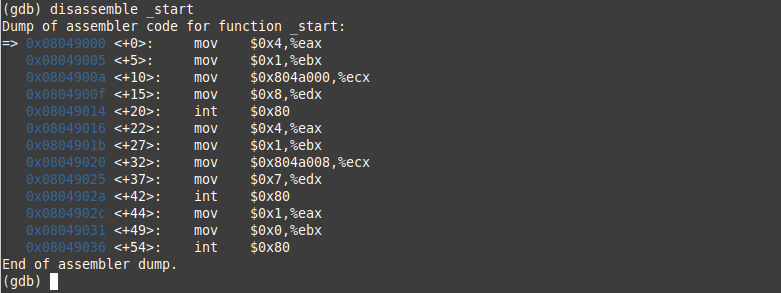 (gdb) disassemble _start
Dump of assembler code for function _start:
=> 0x08049000 <+0>:     mov    $0x4,%eax
   0x08049005 <+5>:     mov    $0x1,%ebx
   0x0804900a <+10>:    mov    $0x804a000,%ecx
   0x0804900f <+15>:    mov    $0x8,%edx
   0x08049014 <+20>:    int    $0x80
   0x08049016 <+22>:    mov    $0x4,%eax
   0x0804901b <+27>:    mov    $0x1,%ebx
   0x08049020 <+32>:    mov    $0x804a008,%ecx
   0x08049025 <+37>:    mov    $0x7,%edx
   0x0804902a <+42>:    int    $0x80
   0x0804902c <+44>:    mov    $0x1,%eax
   0x08049031 <+49>:    mov    $0x0,%ebx
   0x08049036 <+54>:    int    $0x80
End of assembler dump.
(gdb)